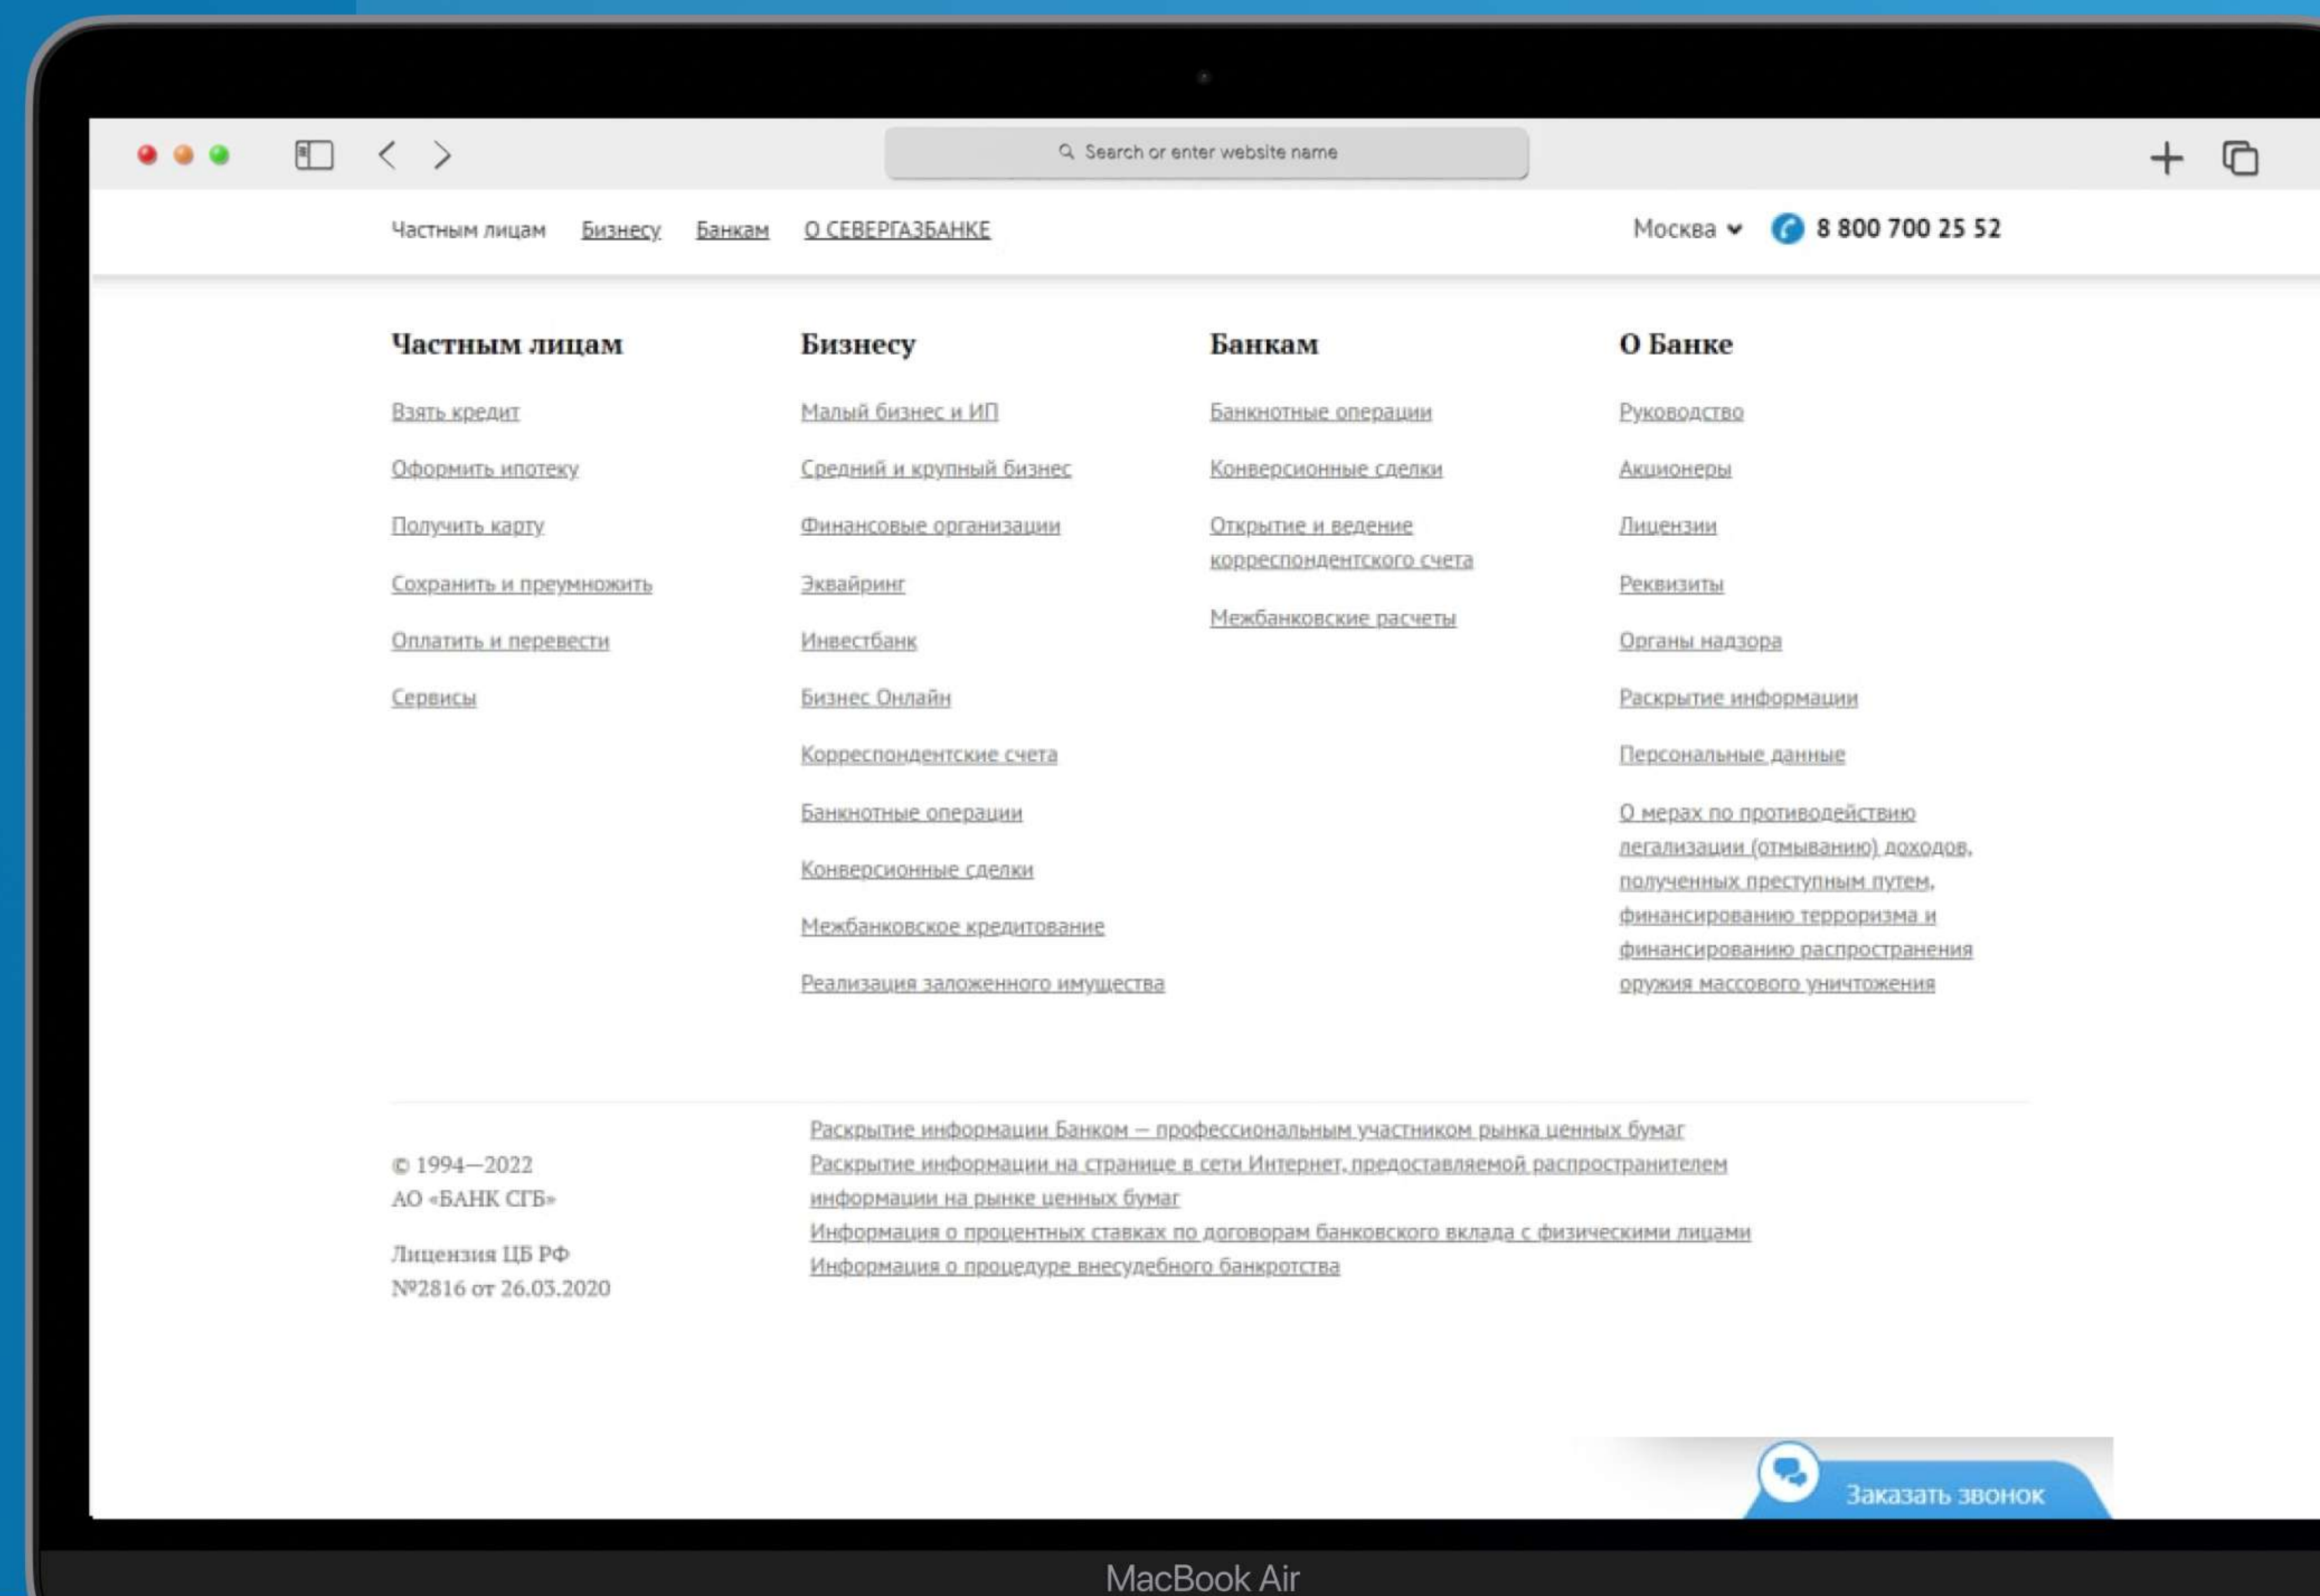 Search or enter website name
Частным лицам Бизнесу Банкам О СЕВЕРГАЗБАНКЕ Москва 8 800 700 25 52
Частным лицам
Взять кредит
Оформить ипотеку
Получить карту
Сохранить и преумножить
Оплатить и перевести
Сервисы
Бизнесу
Малый бизнес и ИП
Средний и крупный бизнес
Финансовые организации
Эквайринг
Инвестбанк
Бизнес Онлайн
Корреспондентские счета
Банкнотные операции
Конверсионные сделки
Межбанковское кредитование
Реализация заложенного имущества
Банкам
Банкнотные операции
Конверсионные сделки
Открытие и ведение
корреспондентского счета
Межбанковские расчеты
О Банке
Руководство
Акционеры
Лицензии
Реквизиты
Органы надзора
Раскрытие информации
Персональные данные
О мерах по противодействию
легализации (отмыванию) доходов,
полученных преступным путем,
финансированию терроризма и
финансированию распространения
оружия массового уничтожения
© 1994—2022
АО «БАНК СГБ»
Лицензия ЦБ РФ
№2816 от 26.03.2020
Раскрытие информации Банком — профессиональным участником рынка ценных бумаг
Раскрытие информации на странице в сети Интернет, предоставляемой распространителем
информации на рынке ценных бумаг
Информация о процентных ставках по договорам банковского вклада с физическими лицами
Информация о процедуре внесудебного банкротства
Заказать звонок
MacBook Air